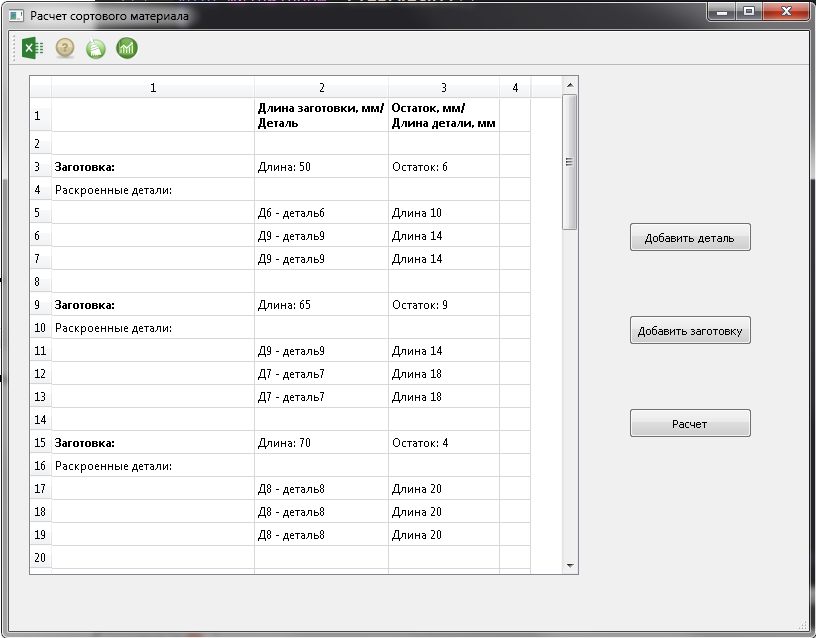 Расчет сортового материала
1 2 3 4
1 Длина заготовки, мм/ Остаток, мм/
Деталь Длина детали, мм
2
3 Заготовка: Длина: 50 Остаток: 6
4 Раскроенные детали:
5 Д6 - деталь6 Длина 10
6 Д9 - деталь9 Длина 14
7 Д9 - деталь9 Длина 14
8
9 Заготовка: Длина: 65 Остаток: 9
10 Раскроенные детали:
11 Д9 - деталь9 Длина 14
12 Д7 - деталь7 Длина 18
13 Д7 - деталь7 Длина 18
14
15 Заготовка: Длина: 70 Остаток: 4
16 Раскроенные детали:
17 Д8 - деталь8 Длина 20
18 Д8 - деталь8 Длина 20
19 Д8 - деталь8 Длина 20
20
Добавить деталь
Добавить заготовку
Расчет